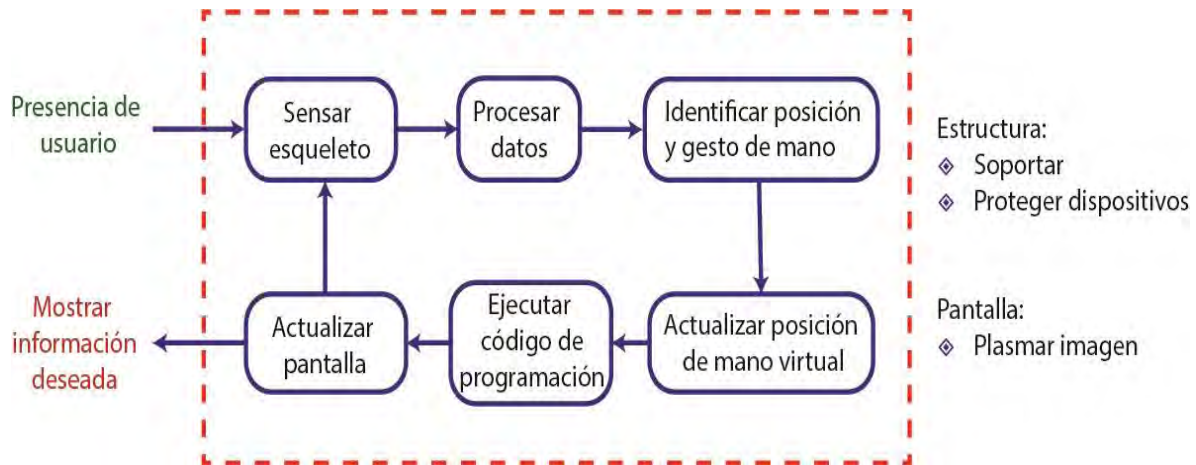 Presencia de
usuario
Sensar
esqueleto
Procesar
datos
Identificar posición
y gesto de mano
Estructura:
Soportar
Proteger dispositivos
Mostrar
información
deseada
Actualizar
pantalla
Ejecutar
código de
programación
Actualizar posición
de mano virtual
Pantalla:
Plasmar imagen